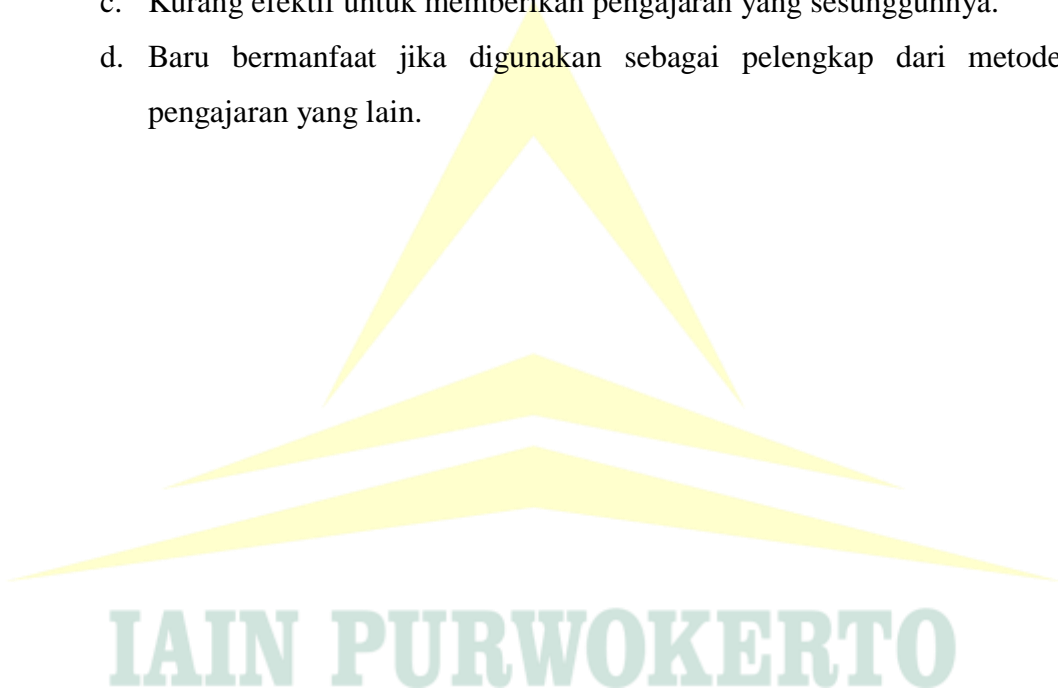 c. Kurang efektif untuk memberikan pengajaran yang sesungguhnya.
d. Baru bermanfaat jika digunakan sebagai pelengkap dari metode
pengajaran yang lain.
IAIN PURWOKERTO